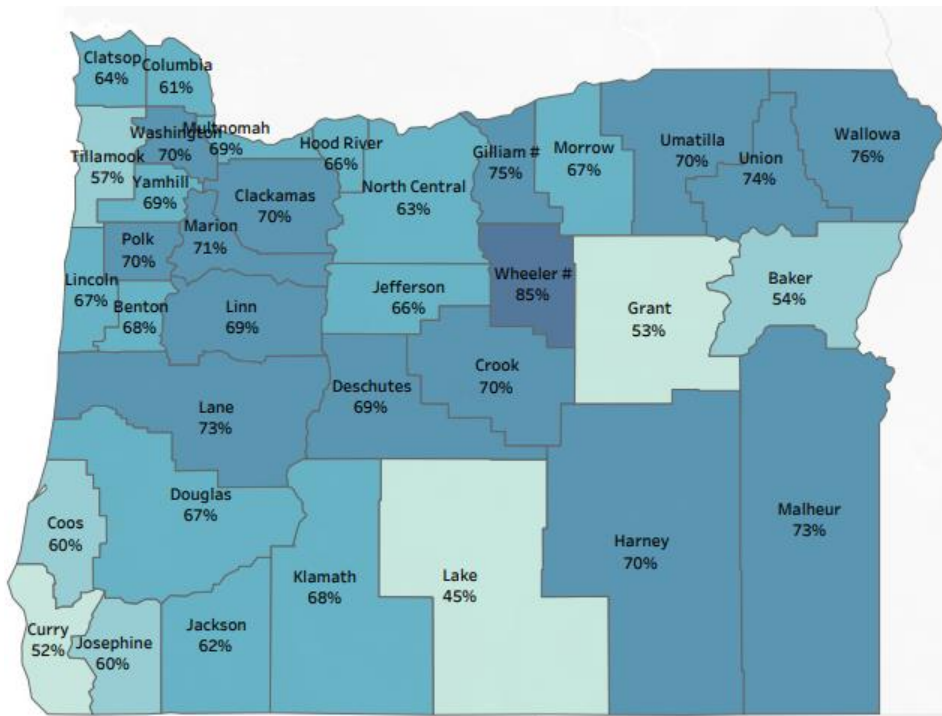 Clatsop
64%
Columbia
61%
Washington
70%
Multnomah
69%
Hood River
66%
Tillamook
57%
Yamhill
69%
Clackamas
70%
North Central
63%
Gilliam #
75%
Morrow
67%
Umatilla
70%
Union
74%
Wallowa
76%
Polk
70%
Marion
71%
Lincoln
67%
Benton
68%
Linn
69%
Jefferson
66%
Wheeler #
85%
Grant
53%
Baker
54%
Lane
73%
Deschutes
69%
Crook
70%
Douglas
67%
Coos
60%
Curry
52%
Josephine
60%
Jackson
62%
Klamath
68%
Lake
45%
Harney
70%
Malheur
73%